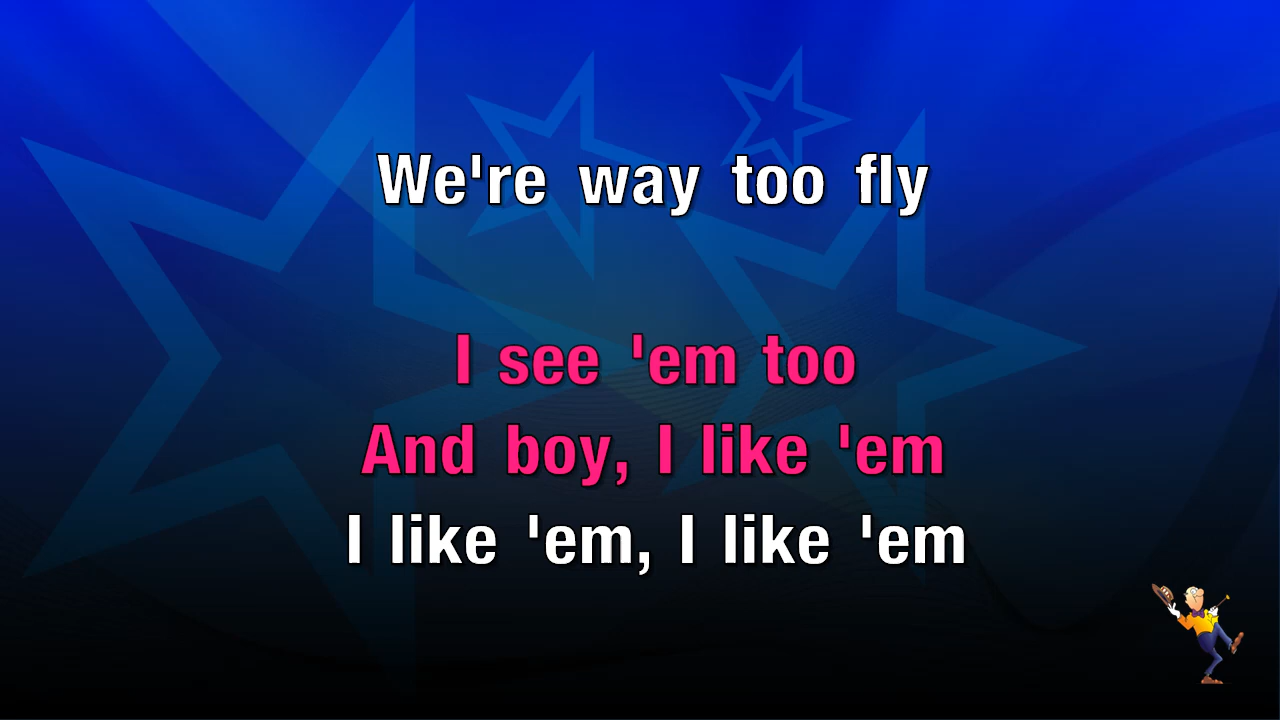 We're way too fly
I see 'em too
And boy, I like 'em
I like 'em, I like 'em